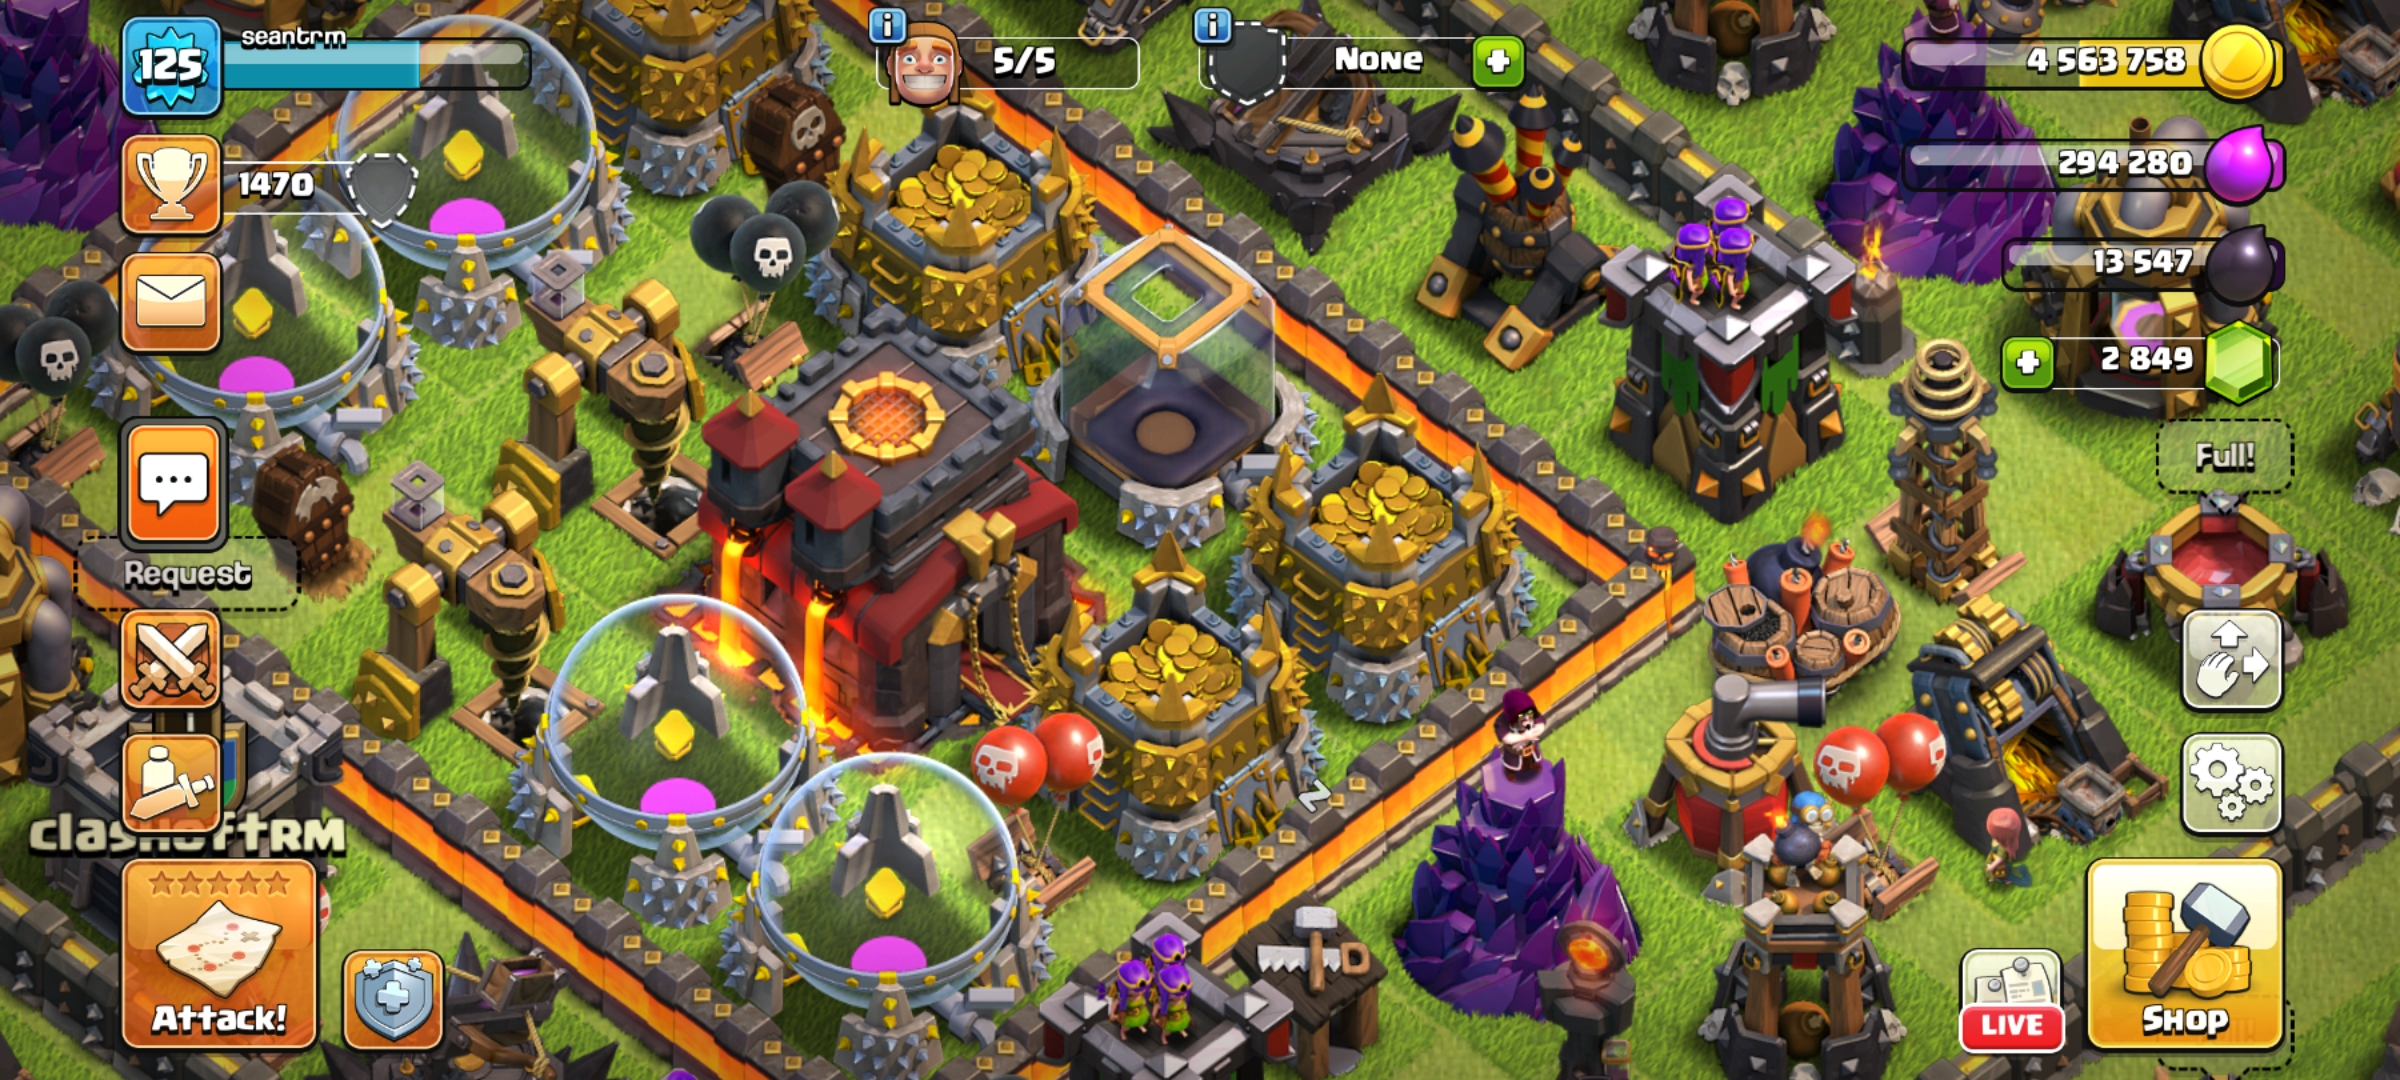 125
seantrm
5/5
None
4 563 758
1470
294 280
13 547
2 849
Full!
Request
Attack!
LIVE
Shop